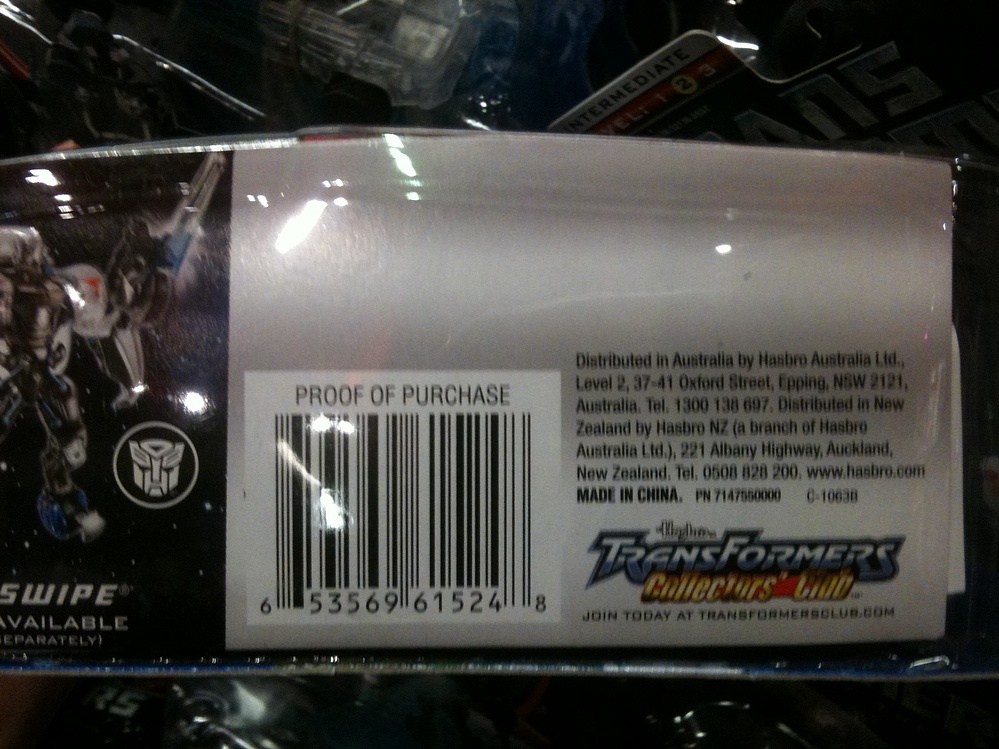 INTERMEDIATE
1 2 3
PROOF OF PURCHASE
6 53569 61524 8
Distributed in Australia by Hasbro Australia Ltd.,
Level 2, 37-41 Oxford Street, Epping, NSW 2121,
Australia. Tel. 1300 138 697. Distributed in New
Zealand by Hasbro NZ (a branch of Hasbro
Australia Ltd.), 221 Albany Highway, Auckland,
New Zealand. Tel. 0508 828 200. www.hasbro.com
MADE IN CHINA. PN 7147550000 C-1063B
Hasbro
TRANSFORMERS
Collectors' Club™
JOIN TODAY AT TRANSFORMERSCLUB.COM
SWIPE®
AVAILABLE
SEPARATELY)